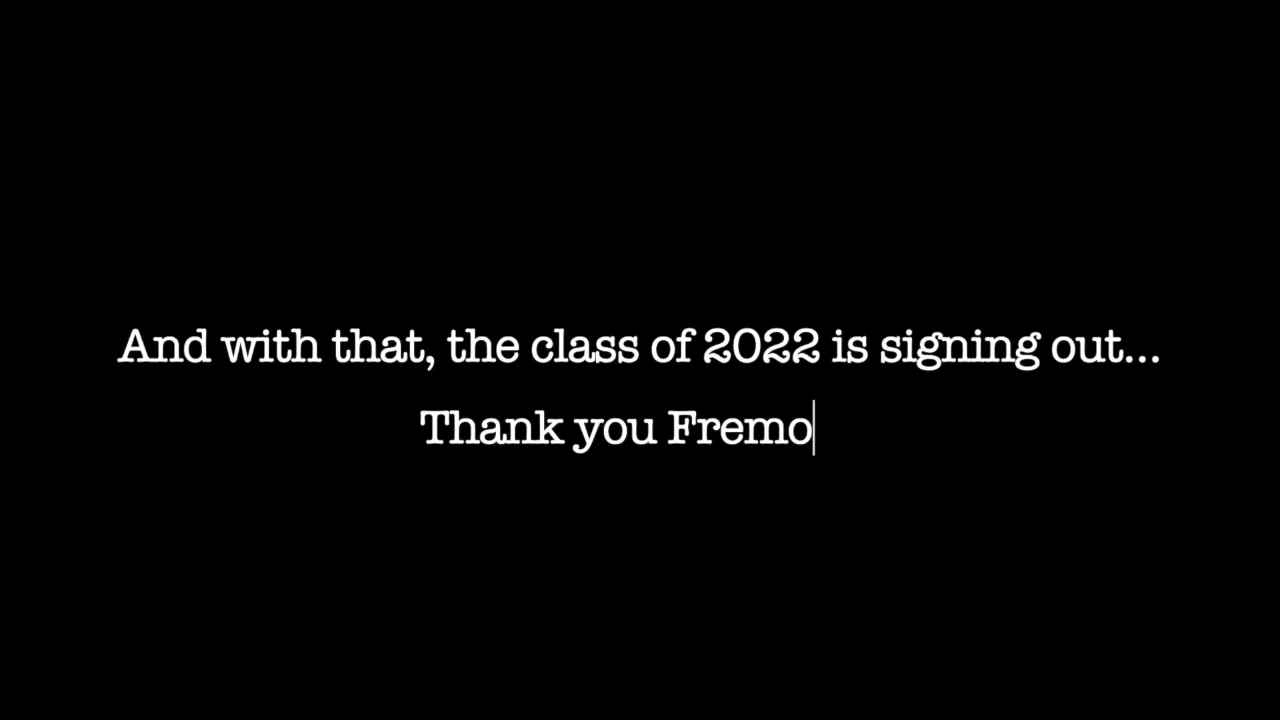 And with that, the class of 2022 is signing out...
Thank you Fremo